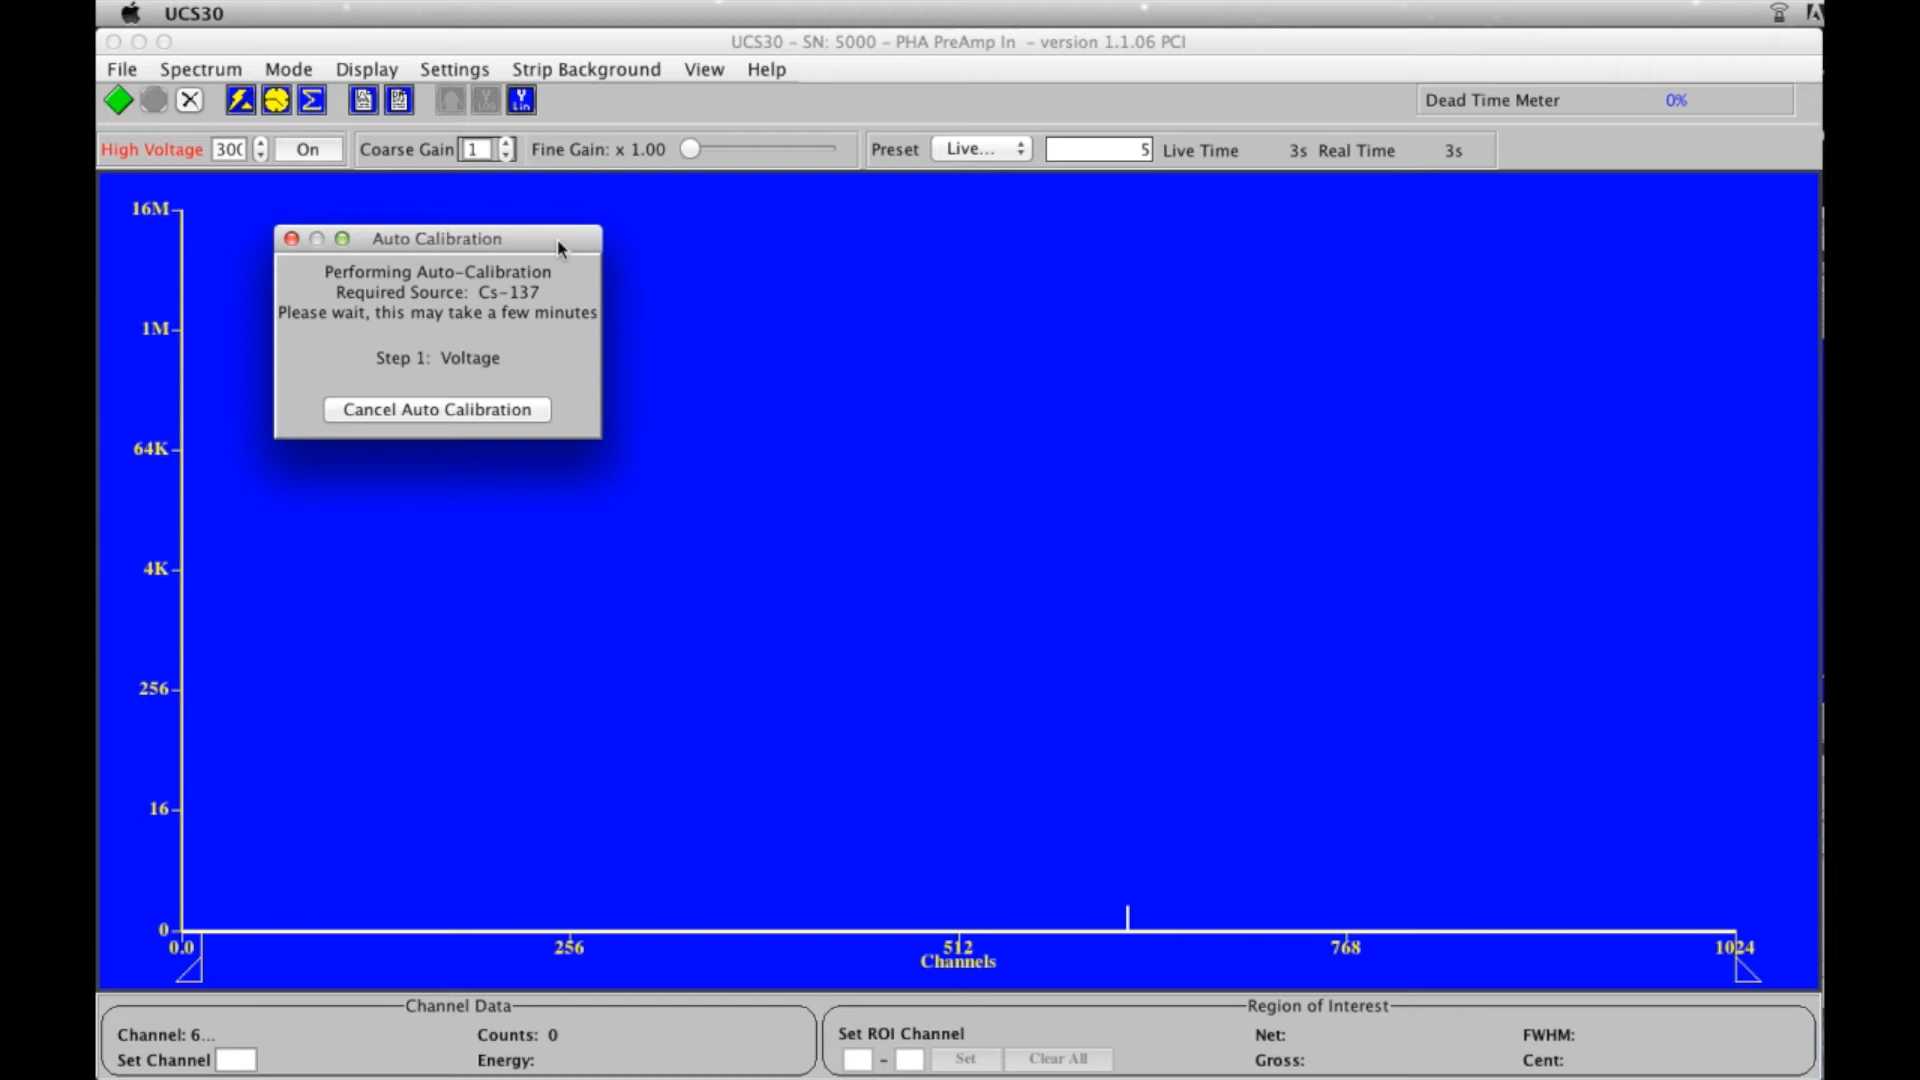 UCS30
UCS30 - SN: 5000 - PHA PreAmp In - version 1.1.06 PCI
File Spectrum Mode Display Settings Strip Background View Help
Y Lin
Dead Time Meter 0%
High Voltage 300 On Coarse Gain 1 Fine Gain: x 1.00 Preset Live... 5 Live Time 3s Real Time 3s
16M
Auto Calibration
Performing Auto-Calibration
Required Source: Cs-137
Please wait, this may take a few minutes
1M
Step 1: Voltage
Cancel Auto Calibration
64K
4K
256
16
0
0.0 256 512 768 1024
Channels
Channel Data Region of Interest
Channel: 6... Counts: 0 Set ROI Channel Net: FWHM:
Set Channel Energy: - Set Clear All Gross: Cent: